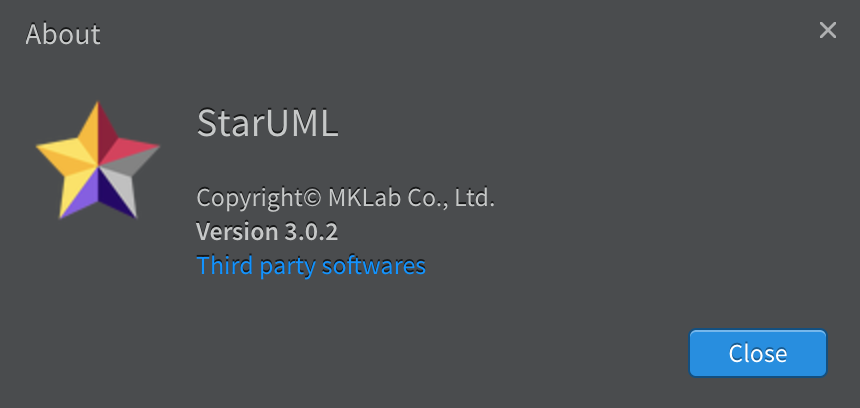 About
StarUML
Copyright© MKLab Co., Ltd.
Version 3.0.2
Third party softwares
Close